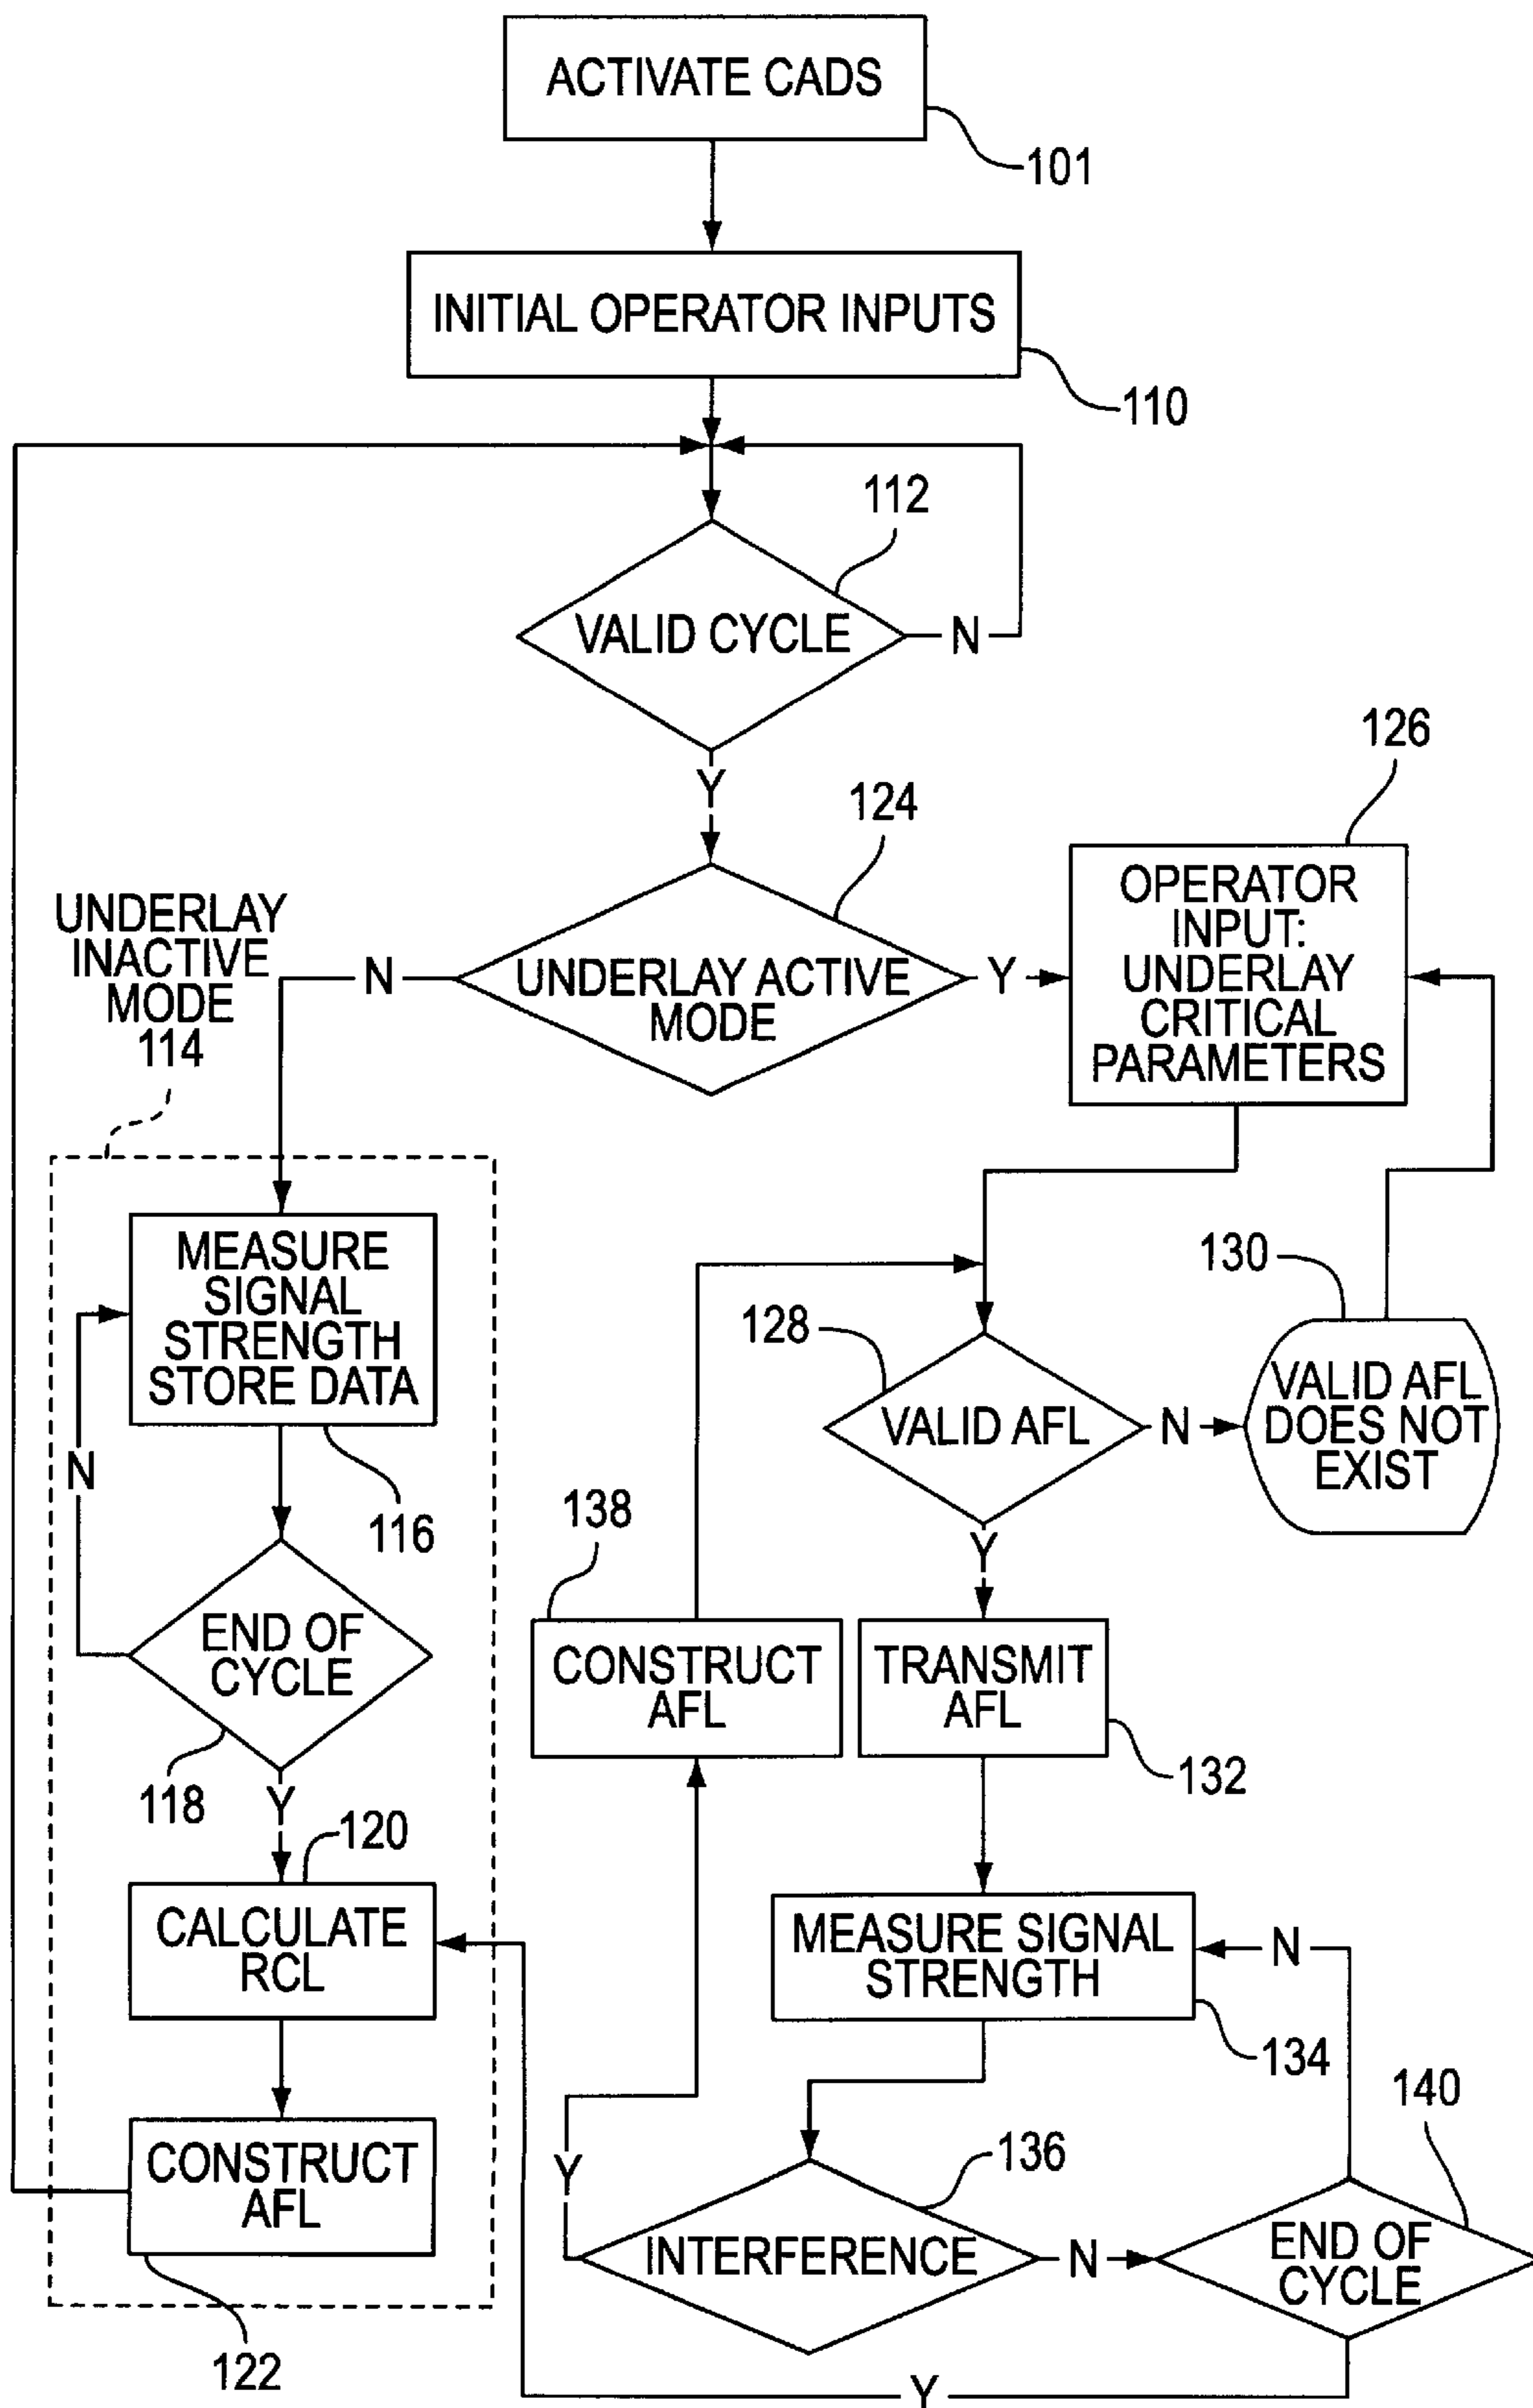 ACTIVATE CADS
101
INITIAL OPERATOR INPUTS
110
112
VALID CYCLE
N
Y
124
126
UNDERLAY
INACTIVE
MODE
114
N
UNDERLAY ACTIVE
MODE
Y
OPERATOR
INPUT:
UNDERLAY
CRITICAL
PARAMETERS
MEASURE
SIGNAL
STRENGTH
STORE DATA
N
116
130
128
VALID AFL
N
VALID AFL
DOES NOT
EXIST
Y
138
END OF
CYCLE
118
Y
CONSTRUCT
AFL
TRANSMIT
AFL
132
120
CALCULATE
RCL
MEASURE SIGNAL
STRENGTH
N
134
140
CONSTRUCT
AFL
122
Y
136
INTERFERENCE
N
END OF
CYCLE
Y